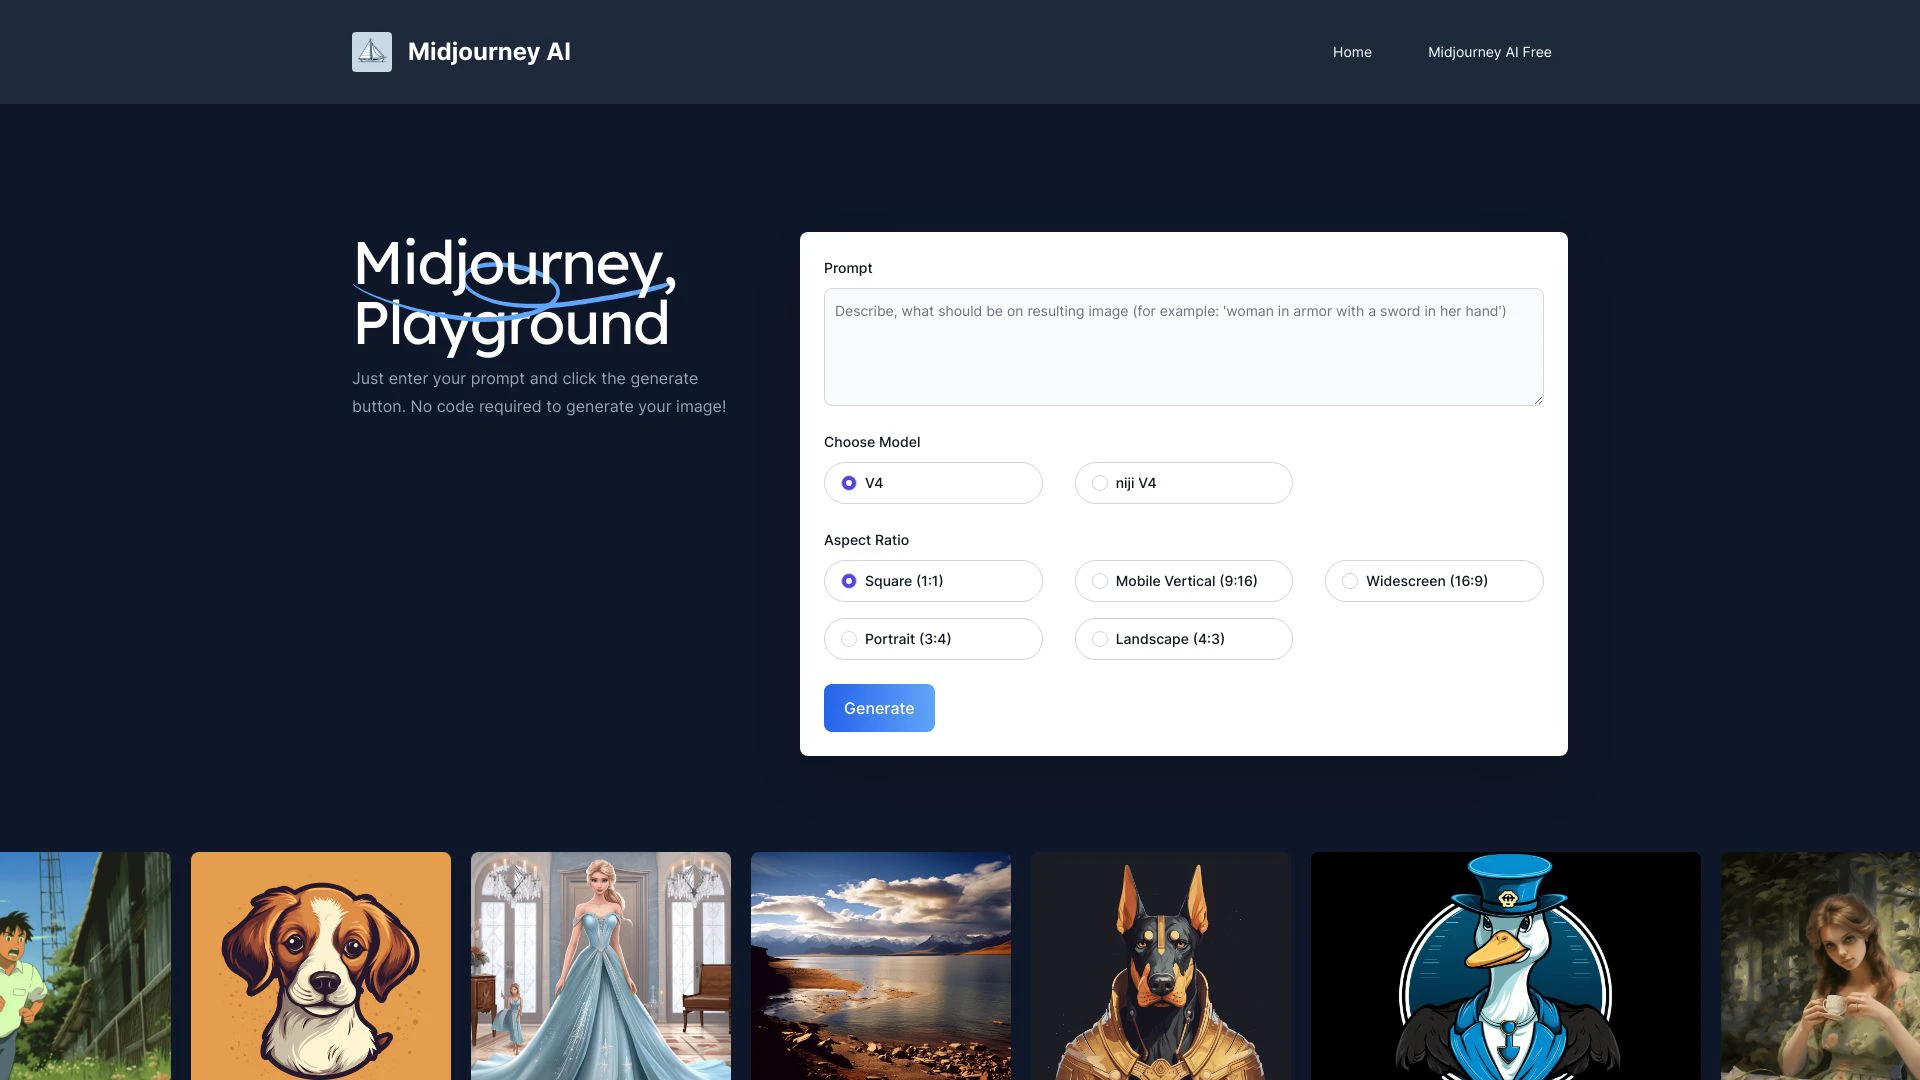 Midjourney AI
Home
Midjourney AI Free
Midjourney,
Playground
Just enter your prompt and click the generate
button. No code required to generate your image!
Prompt
Describe, what should be on resulting image (for example: 'woman in armor with a sword in her hand')
Choose Model
V4
niji V4
Aspect Ratio
Square (1:1)
Mobile Vertical (9:16)
Widescreen (16:9)
Portrait (3:4)
Landscape (4:3)
Generate